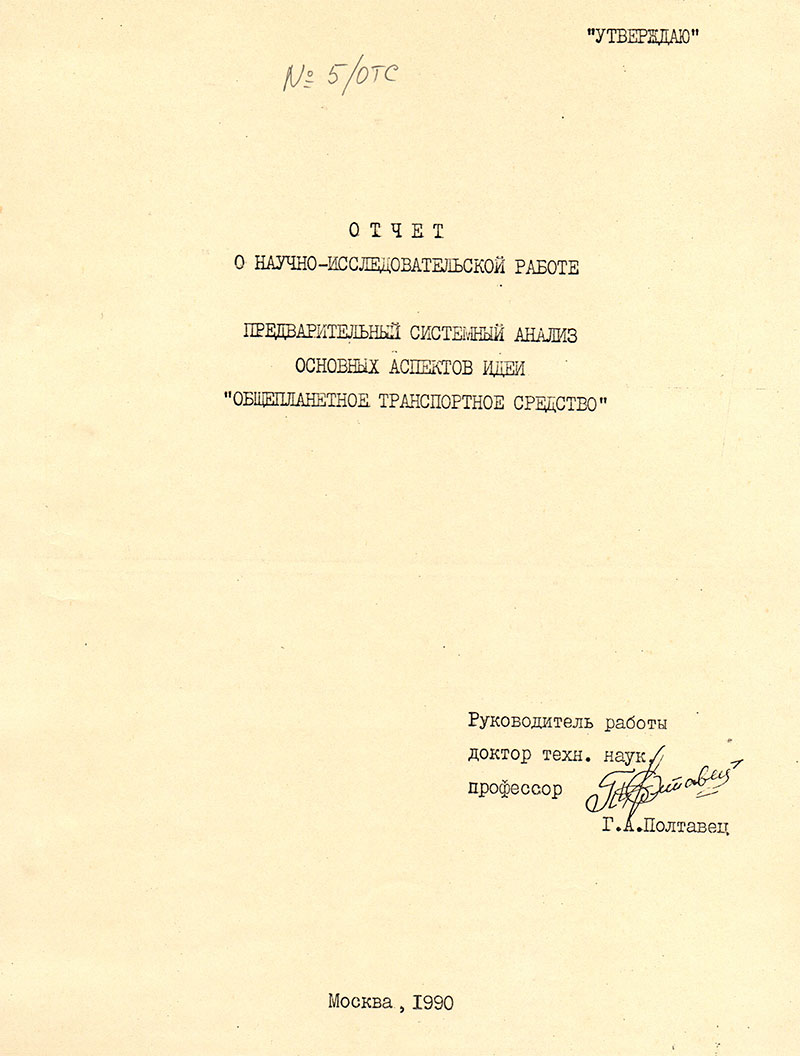 "УТВЕРЖДАЮ"
№ 5/ОТС
О Т Ч Е Т
О НАУЧНО-ИССЛЕДОВАТЕЛЬСКОЙ РАБОТЕ
ПРЕДВАРИТЕЛЬНЫЙ СИСТЕМНЫЙ АНАЛИЗ
ОСНОВНЫХ АСПЕКТОВ ИДЕИ
"ОБЩЕПЛАНЕТНОЕ ТРАНСПОРТНОЕ СРЕДСТВО"
Руководитель работы
доктор техн. наук,
профессор
Г.А.Полтавец
Москва, 1990